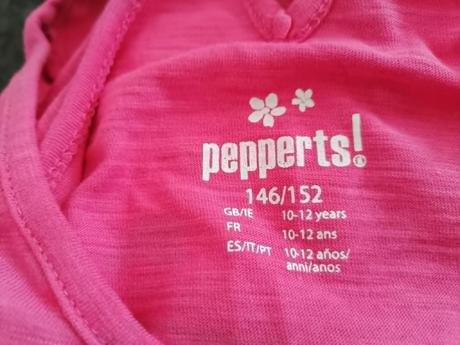 pepperts!
146/152
GB/IE 10-12 years
FR 10-12 ans
ES/IT/PT 10-12 años/
anni/anos